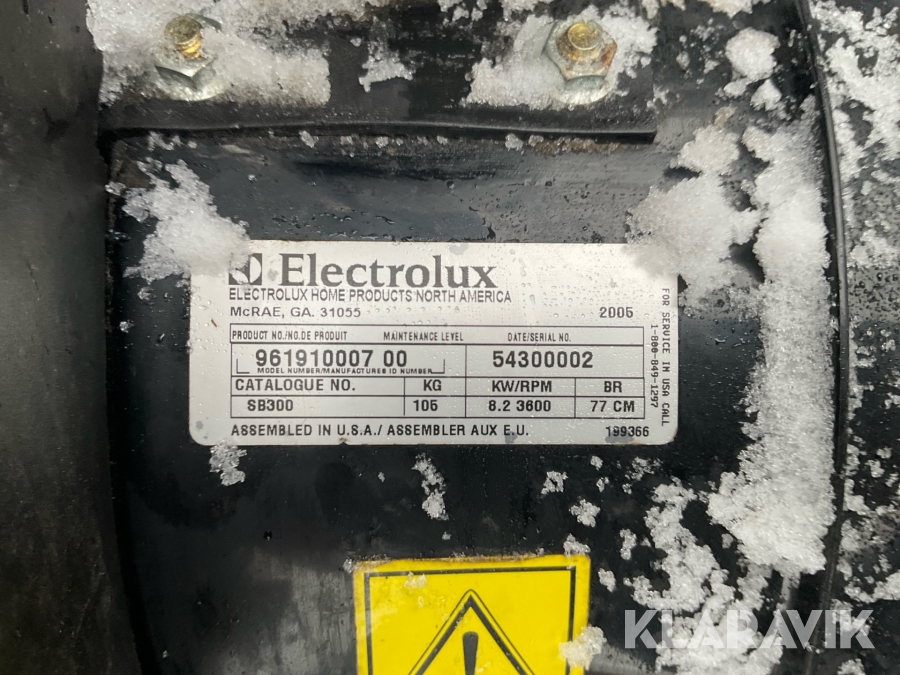 Electrolux
ELECTROLUX HOME PRODUCTS NORTH AMERICA
McRAE, GA. 31055 2005
PRODUCT NO./NO.DE PRODUIT MAINTENANCE LEVEL DATE/SERIAL NO.
961910007 00 54300002
MODEL NUMBER/MANUFACTURES ID NUMBER
CATALOGUE NO. KG KW/RPM BR
SB300 105 8.2 3600 77 CM
ASSEMBLED IN U.S.A./ ASSEMBLER AUX E.U. 199366
FOR SERVICE IN USA CALL
1-800-849-1297
KLARAVIK